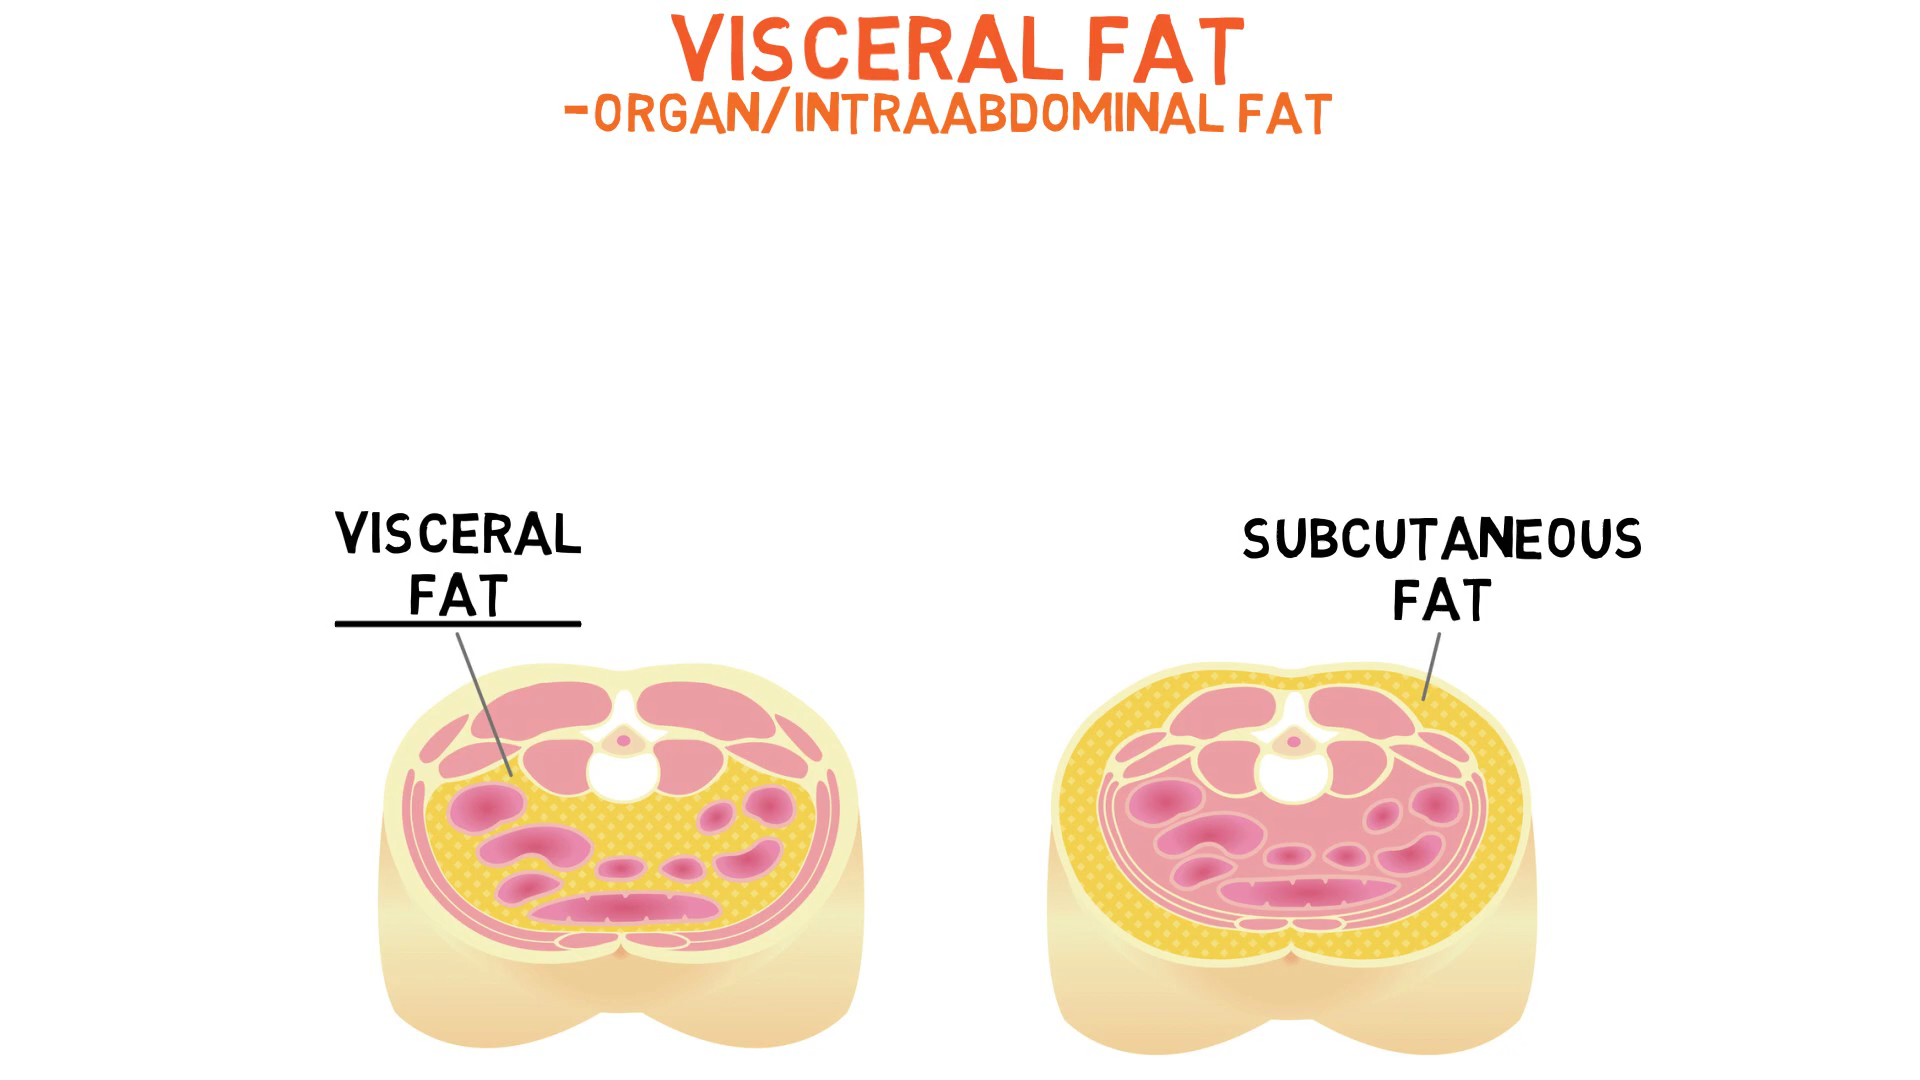 VISCERAL FAT
-ORGAN/INTRAABDOMINAL FAT
VISCERAL
FAT
SUBCUTANEOUS
FAT